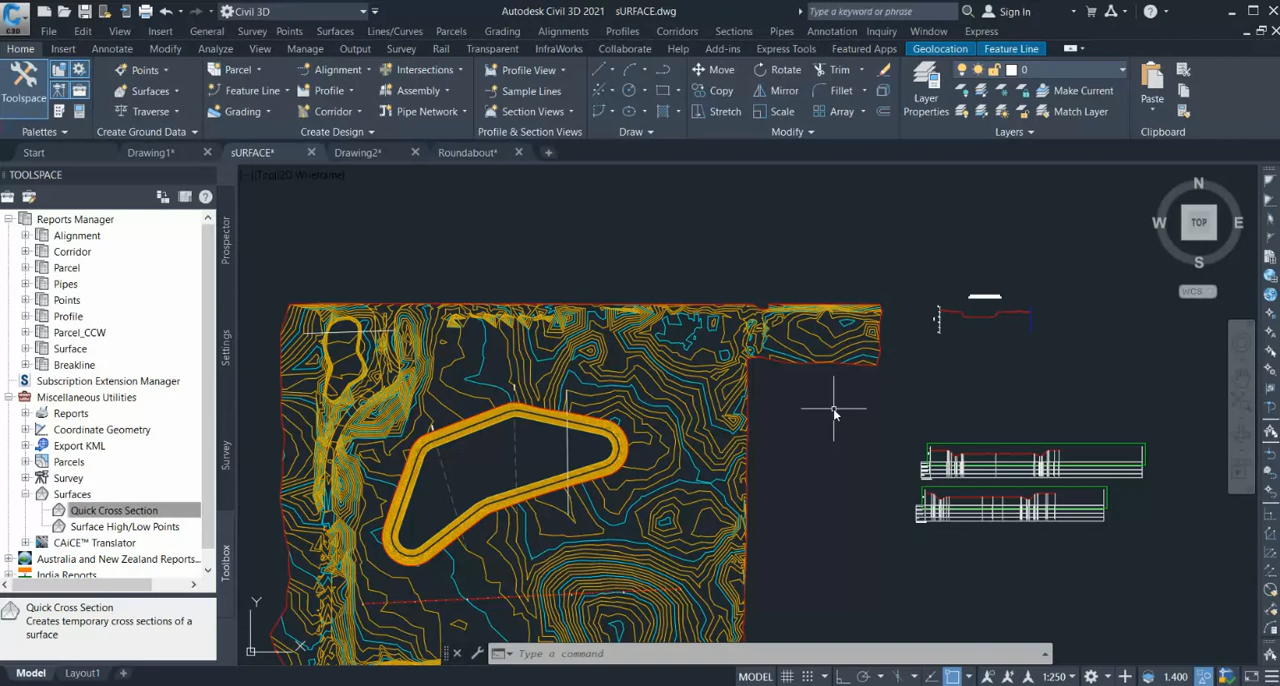 C3D
Civil 3D
Autodesk Civil 3D 2021 sURFACE.dwg
Type a keyword or phrase
Sign In
File Edit View Insert General Survey Points Surfaces Lines/Curves Parcels Grading Alignments Profiles Corridors Sections Pipes Annotation Inquiry Window Express
Home Insert Annotate Modify Analyze View Manage Output Survey Rail Transparent InfraWorks Collaborate Help Add-ins Express Tools Featured Apps Geolocation Feature Line
Toolspace
Points
Surfaces
Traverse
Parcel
Feature Line
Grading
Alignment
Profile
Corridor
Intersections
Assembly
Pipe Network
Profile View
Sample Lines
Section Views
Move Rotate Trim
Copy Mirror Fillet
Stretch Scale Array
Layer Properties
0
Make Current
Match Layer
Paste
Palettes
Create Ground Data
Create Design
Profile & Section Views
Draw
Modify
Layers
Clipboard
Start Drawing1* sURFACE* Drawing2* Roundabout*
TOOLSPACE
[−][Top][2D Wireframe]
Reports Manager
Alignment
Corridor
Parcel
Pipes
Points
Profile
Parcel_CCW
Surface
Breakline
Subscription Extension Manager
Miscellaneous Utilities
Reports
Coordinate Geometry
Export KML
Parcels
Survey
Surfaces
Quick Cross Section
Surface High/Low Points
CAiCE™ Translator
Australia and New Zealand Reports...
India Reports
Prospector
Settings
Survey
Toolbox
Quick Cross Section
Creates temporary cross sections of a surface
N
W TOP E
S
WCS
Y
X
Type a command
Model Layout1
MODEL
1:250
1.400